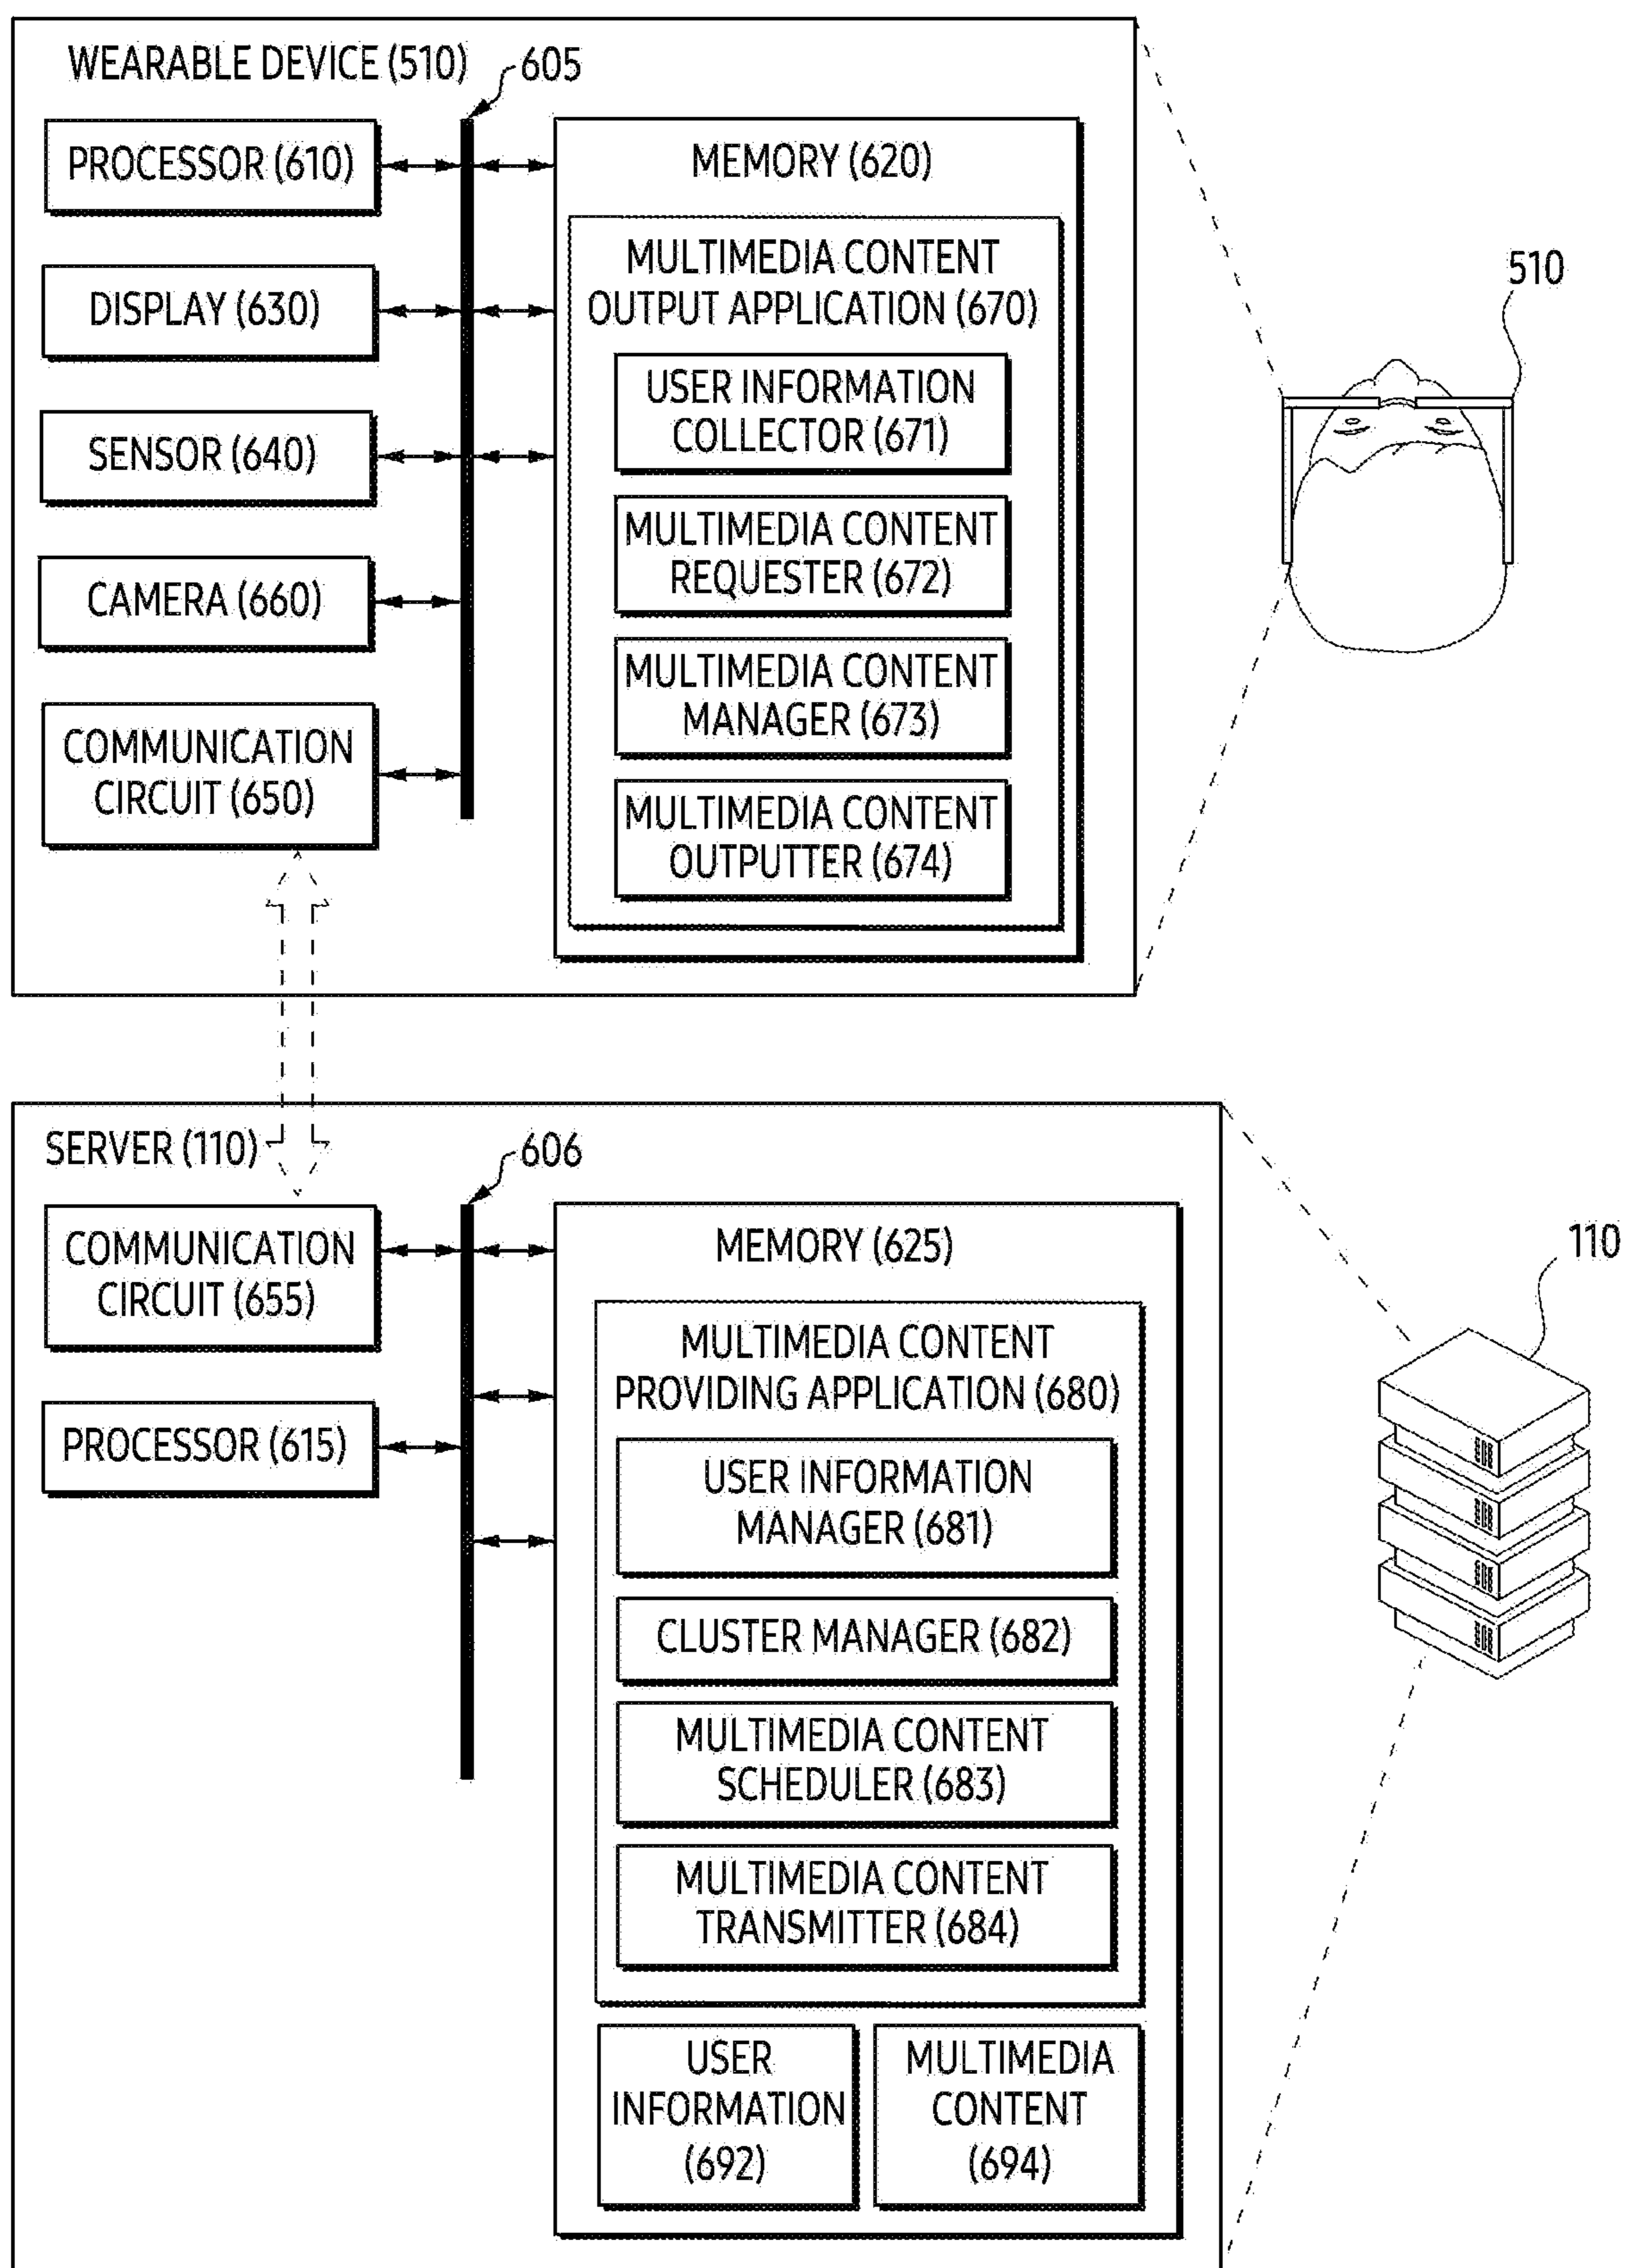 WEARABLE DEVICE (510)
605
PROCESSOR (610)
DISPLAY (630)
SENSOR (640)
CAMERA (660)
COMMUNICATION
CIRCUIT (650)
MEMORY (620)
MULTIMEDIA CONTENT
OUTPUT APPLICATION (670)
USER INFORMATION
COLLECTOR (671)
MULTIMEDIA CONTENT
REQUESTER (672)
MULTIMEDIA CONTENT
MANAGER (673)
MULTIMEDIA CONTENT
OUTPUTTER (674)
510
SERVER (110)
606
COMMUNICATION
CIRCUIT (655)
PROCESSOR (615)
MEMORY (625)
MULTIMEDIA CONTENT
PROVIDING APPLICATION (680)
USER INFORMATION
MANAGER (681)
CLUSTER MANAGER (682)
MULTIMEDIA CONTENT
SCHEDULER (683)
MULTIMEDIA CONTENT
TRANSMITTER (684)
USER
INFORMATION
(692)
MULTIMEDIA
CONTENT
(694)
110